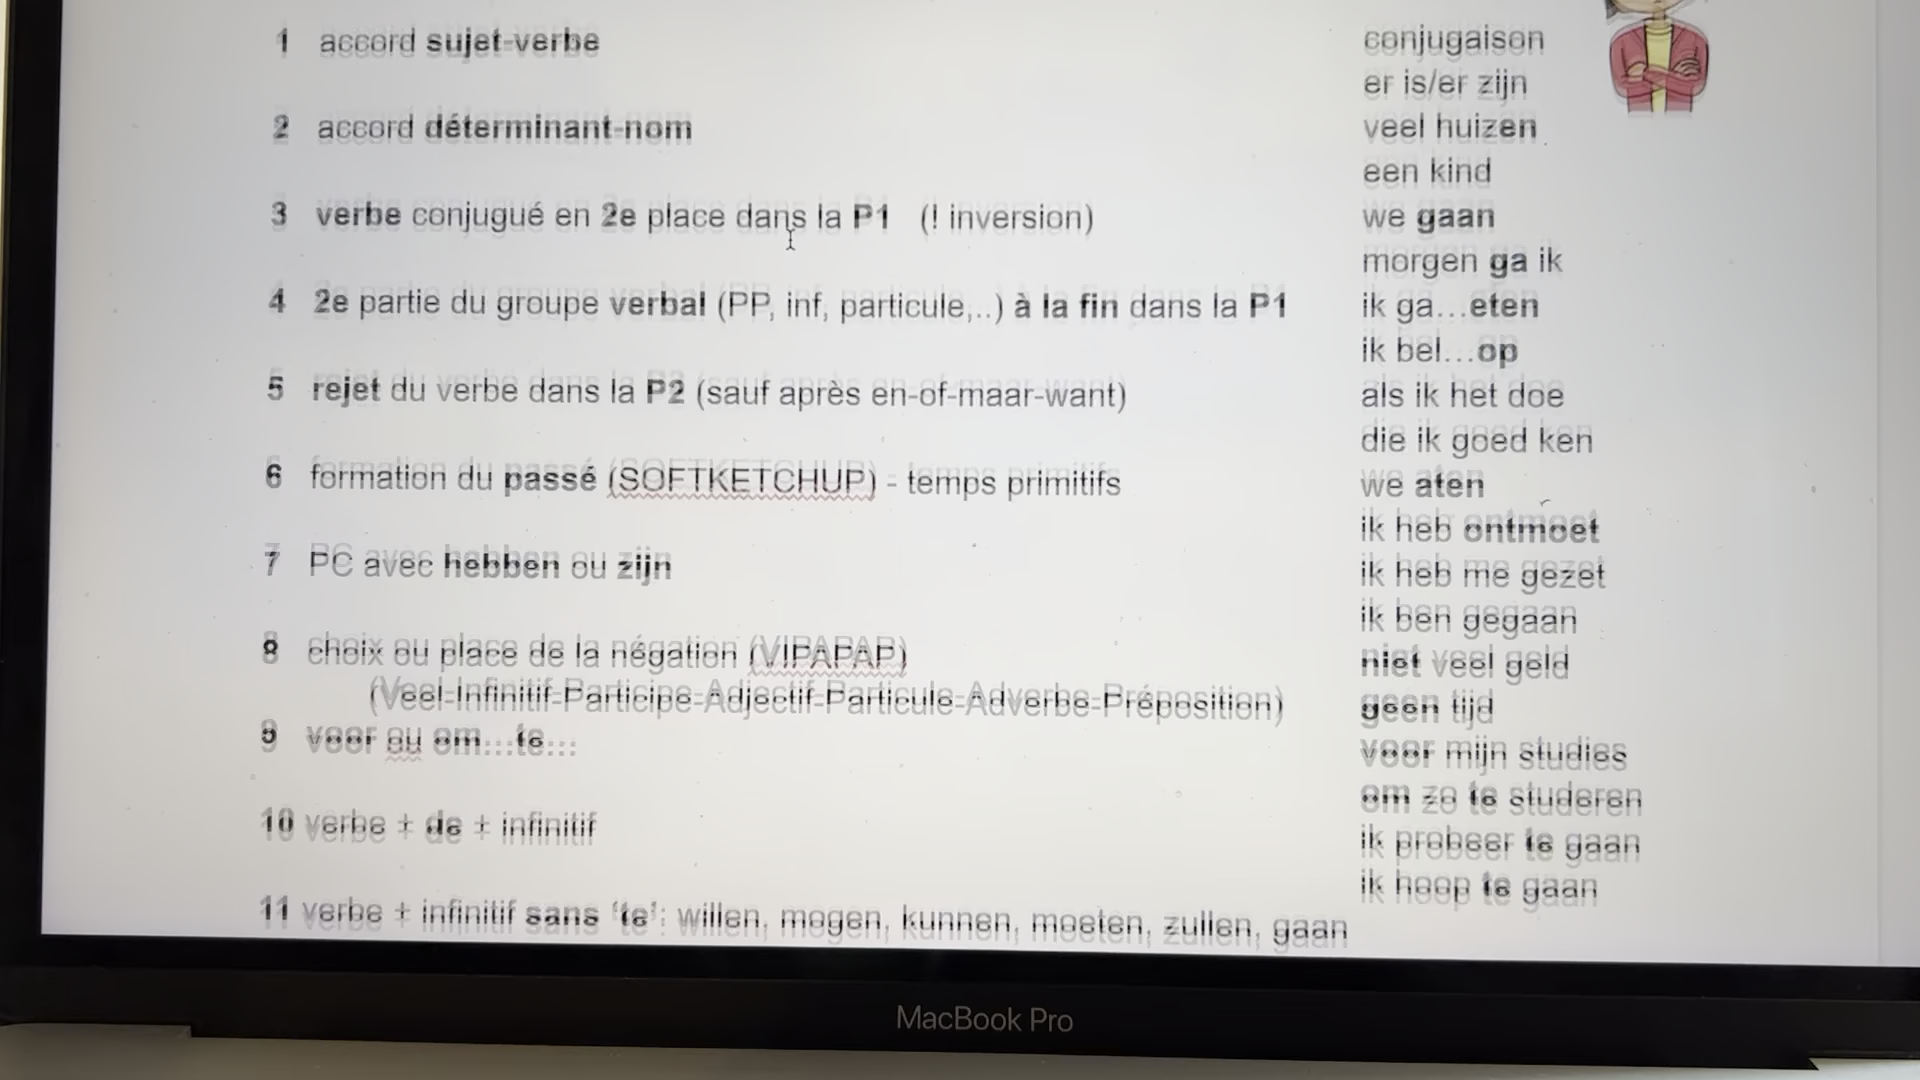 1 accord sujet-verbe
conjugaison
er is/er zijn
2 accord déterminant-nom
veel huizen
een kind
3 verbe conjugué en 2e place dans la P1 (! inversion)
we gaan
morgen ga ik
4 2e partie du groupe verbal (PP, inf, particule,..) à la fin dans la P1
ik ga...eten
ik bel...op
5 rejet du verbe dans la P2 (sauf après en-of-maar-want)
als ik het doe
die ik goed ken
6 formation du passé (SOFTKETCHUP) - temps primitifs
we aten
ik heb ontmoet
7 PC avec hebben ou zijn
ik heb me gezet
ik ben gegaan
8 choix ou place de la négation (VIPAPAP)
niet veel geld
(Veel-Infinitif-Participe-Adjectif-Particule-Adverbe-Préposition)
geen tijd
9 voor ou om...te...
voor mijn studies
om zo te studeren
10 verbe + de + infinitif
ik probeer te gaan
ik hoop te gaan
11 verbe + infinitif sans 'te': willen, mogen, kunnen, moeten, zullen, gaan
MacBook Pro